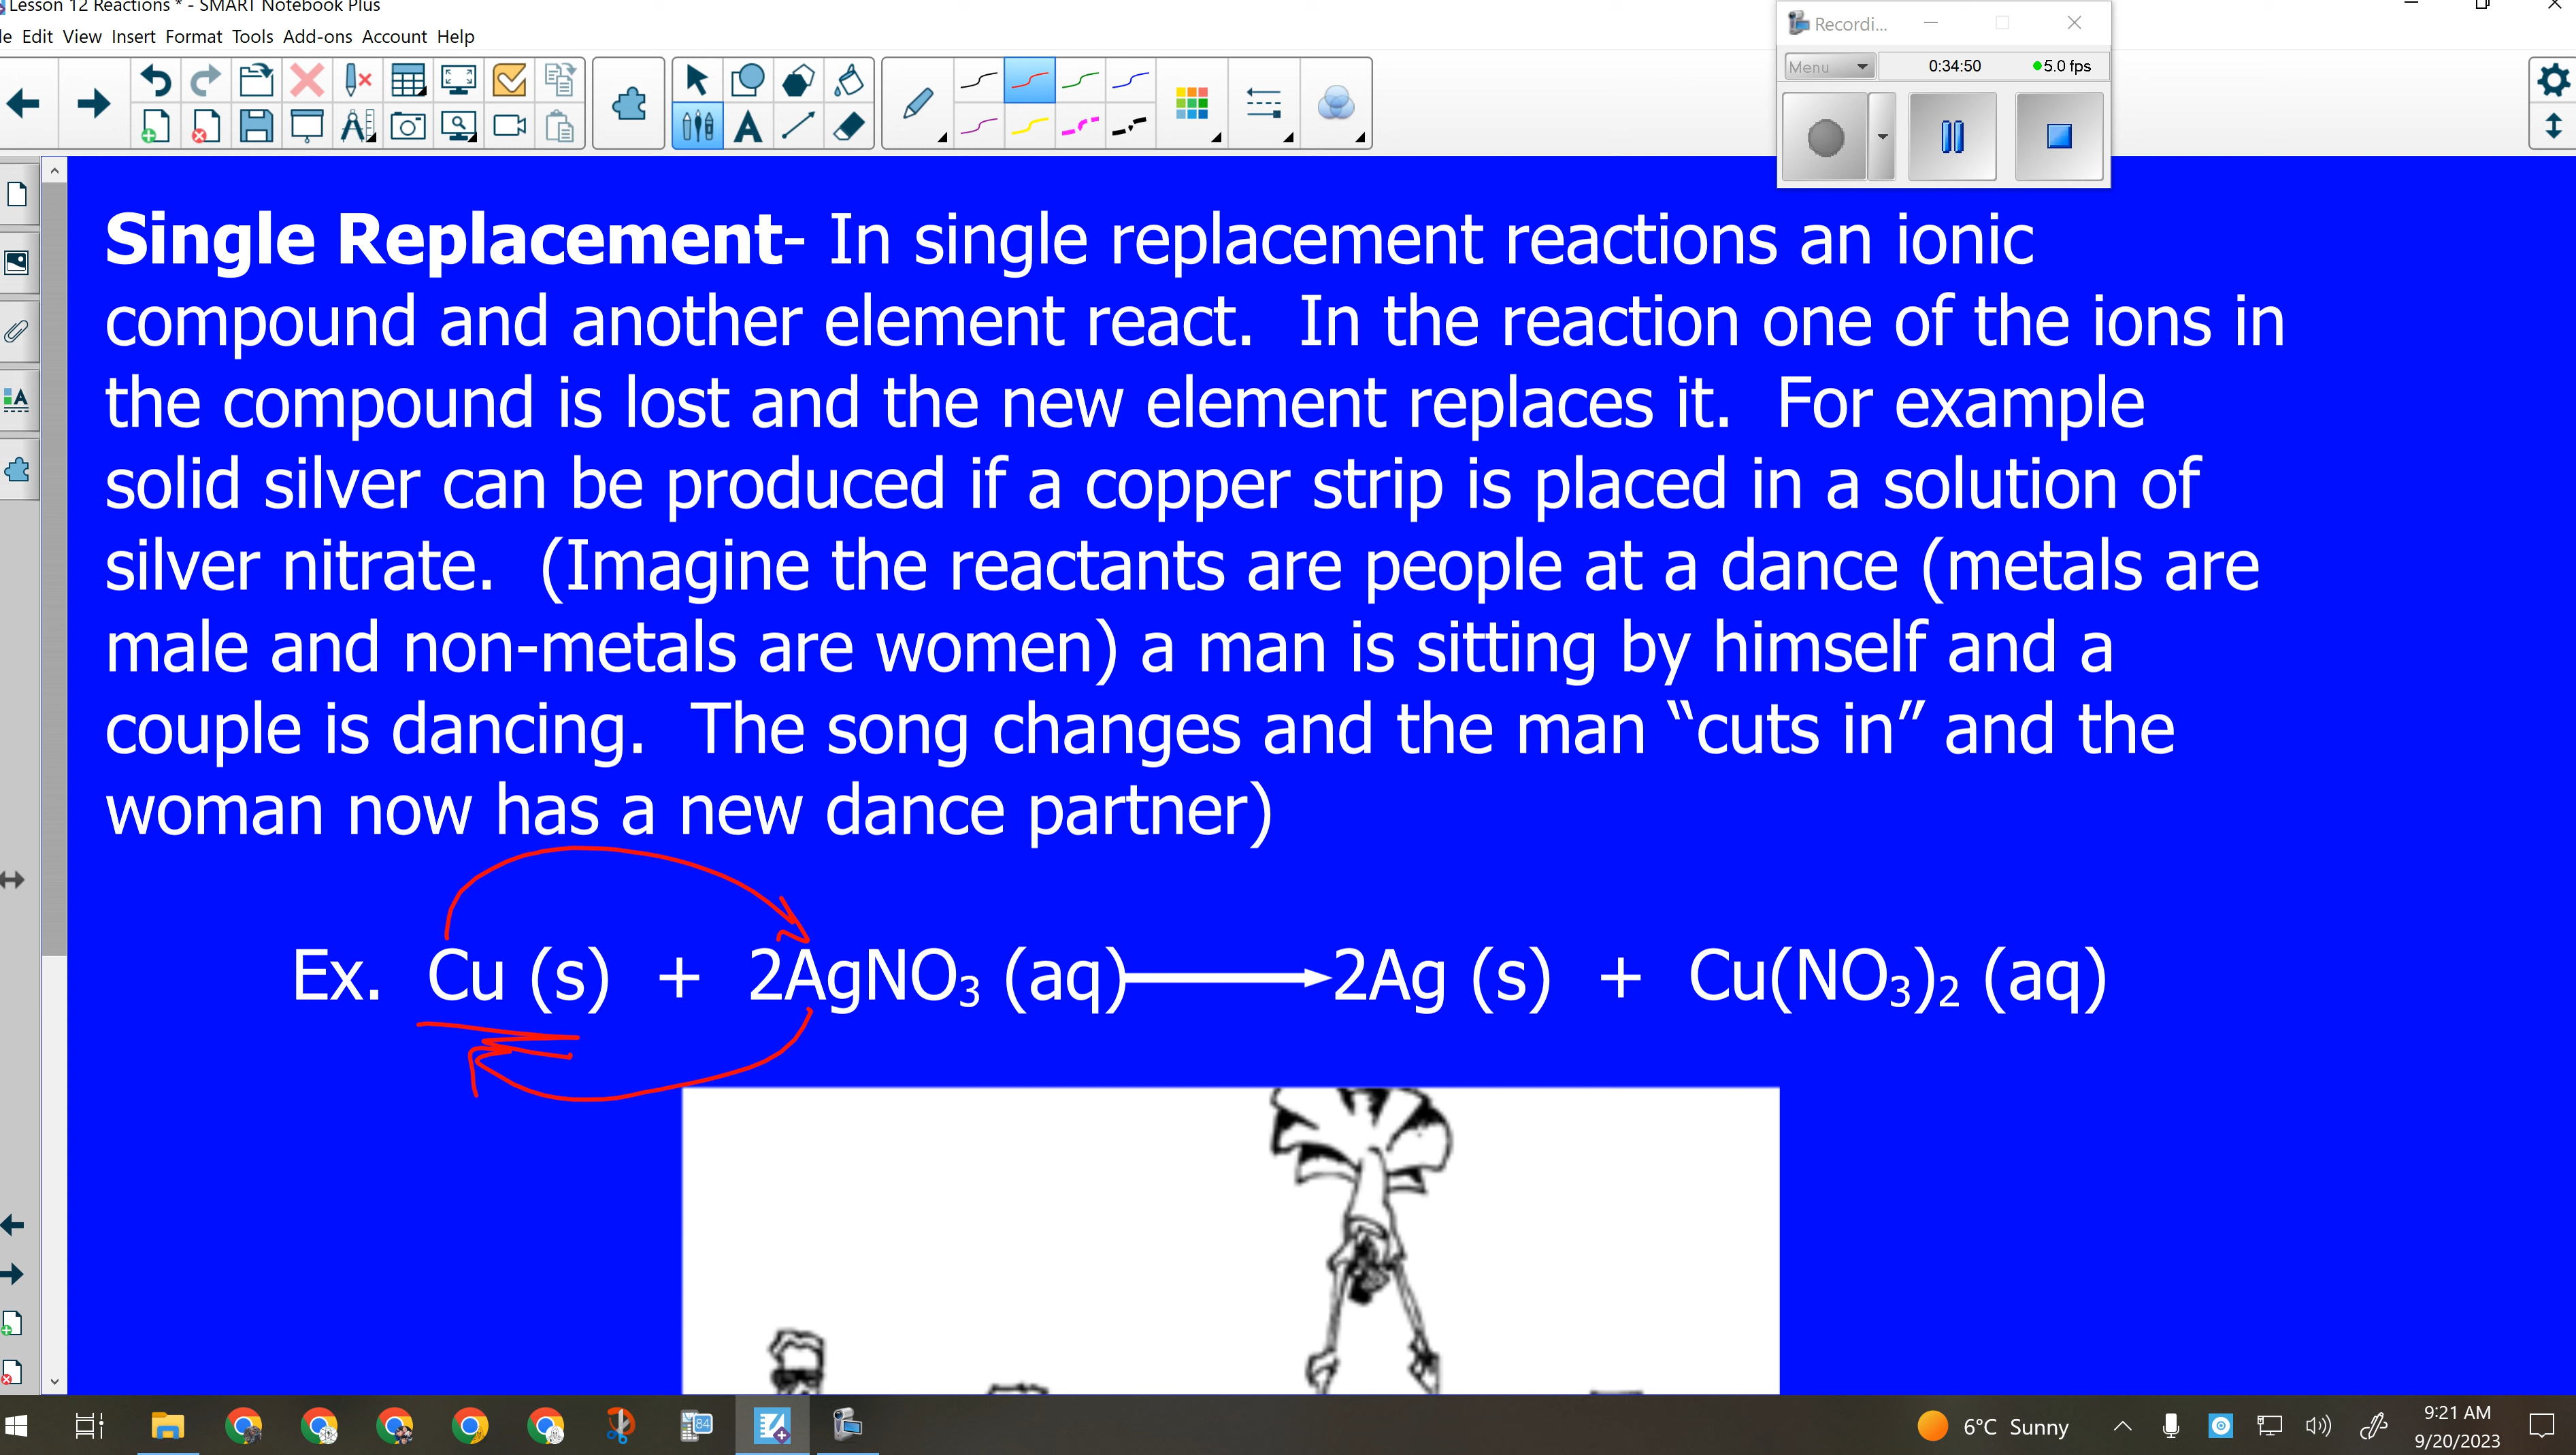 Lesson 12 Reactions * - SMART Notebook Plus
Edit View Insert Format Tools Add-ons Account Help
Recordi...
Menu 0:34:50 5.0 fps
Single Replacement- In single replacement reactions an ionic
compound and another element react. In the reaction one of the ions in
the compound is lost and the new element replaces it. For example
solid silver can be produced if a copper strip is placed in a solution of
silver nitrate. (Imagine the reactants are people at a dance (metals are
male and non-metals are women) a man is sitting by himself and a
couple is dancing. The song changes and the man “cuts in” and the
woman now has a new dance partner)
Ex. Cu (s) + 2AgNO₃ (aq) 2Ag (s) + Cu(NO₃)₂ (aq)
84
6°C Sunny
9:21 AM
9/20/2023